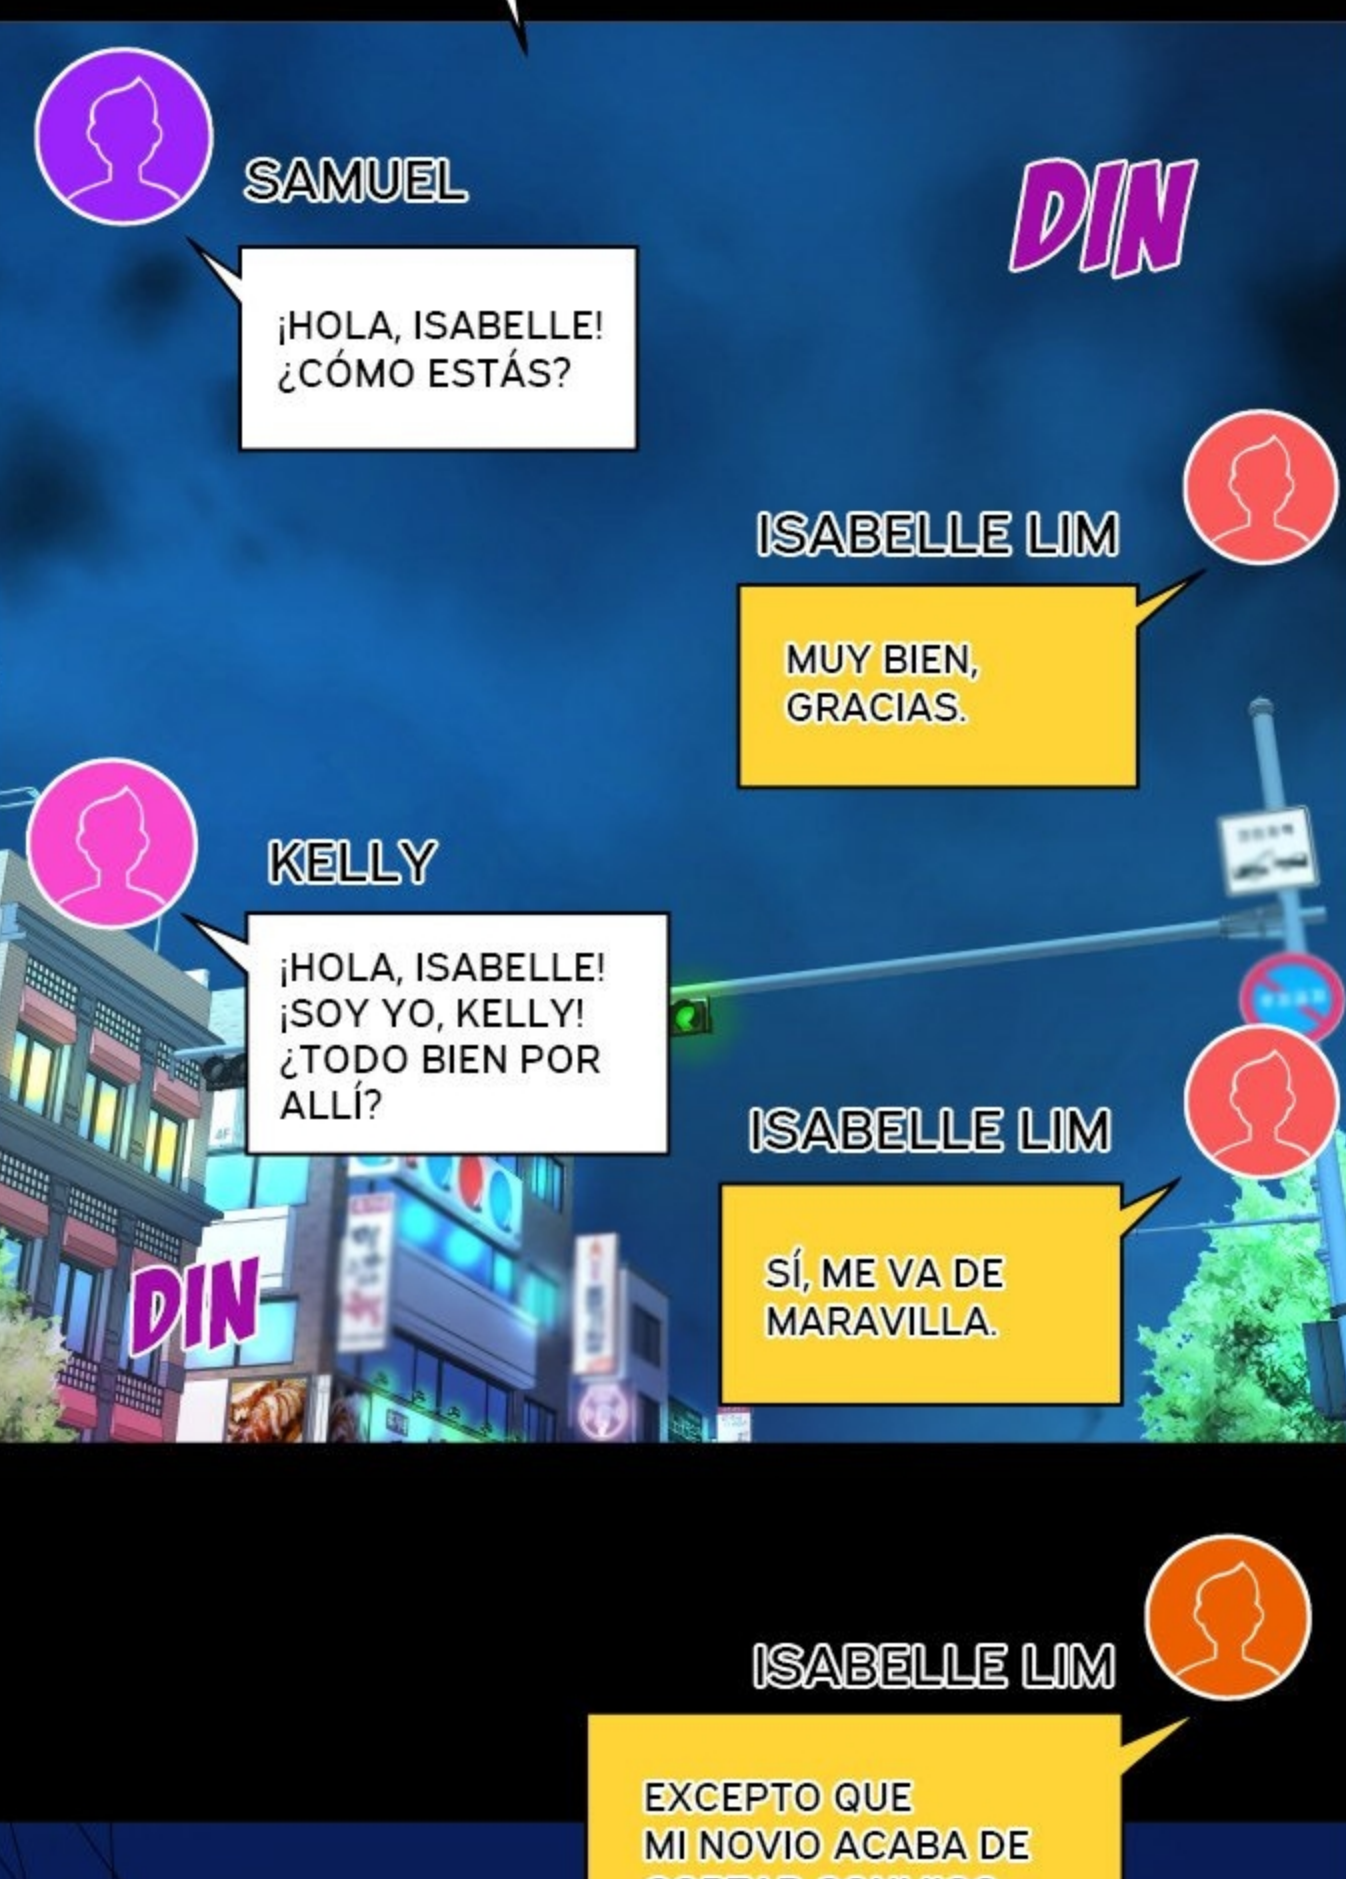 SAMUEL
DIN
¡HOLA, ISABELLE!
¿CÓMO ESTÁS?
ISABELLE LIM
MUY BIEN,
GRACIAS.
KELLY
¡HOLA, ISABELLE!
¡SOY YO, KELLY!
¿TODO BIEN POR
ALLÍ?
4F
ISABELLE LIM
SÍ, ME VA DE
MARAVILLA.
DIN
ISABELLE LIM
EXCEPTO QUE
MI NOVIO ACABA DE